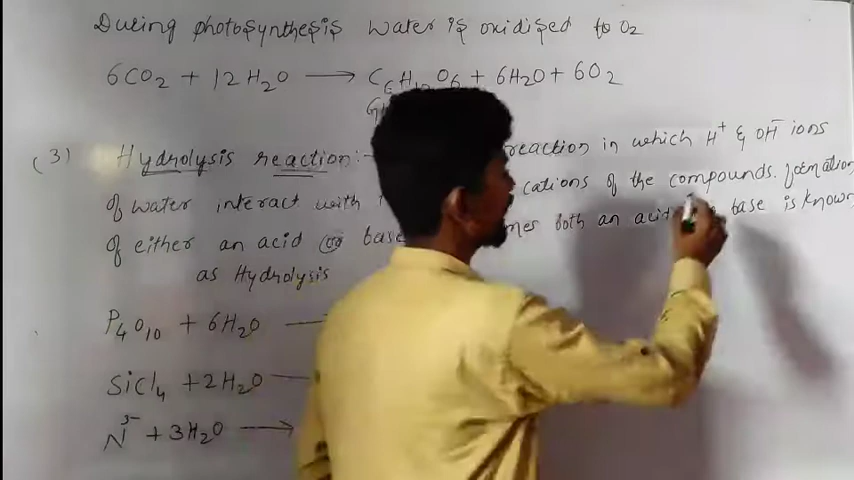 During photosynthesis water is oxidised to O2
6CO2 + 12H2O → C6H12O6 + 6H2O + 6O2
(3) Hydrolysis reaction:- reaction in which H+ & OH- ions
of water interact with cations of the compounds. formation
of either an acid (or) base both an acid base is known
as Hydrolysis
P4O10 + 6H2O
SiCl4 + 2H2O
N3- + 3H2O →